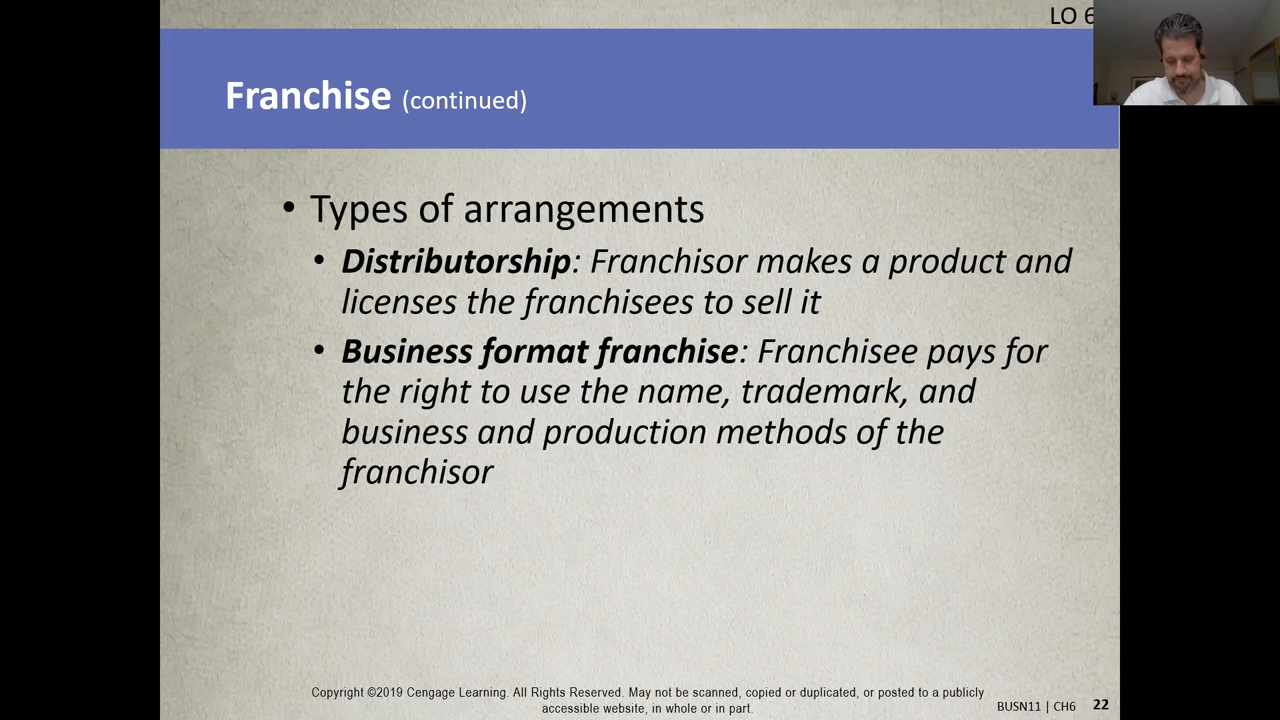 LO 6
Franchise (continued)
• Types of arrangements
• Distributorship: Franchisor makes a product and
licenses the franchisees to sell it
• Business format franchise: Franchisee pays for
the right to use the name, trademark, and
business and production methods of the
franchisor
Copyright ©2019 Cengage Learning. All Rights Reserved. May not be scanned, copied or duplicated, or posted to a publicly
accessible website, in whole or in part.
BUSN11 | CH6 22